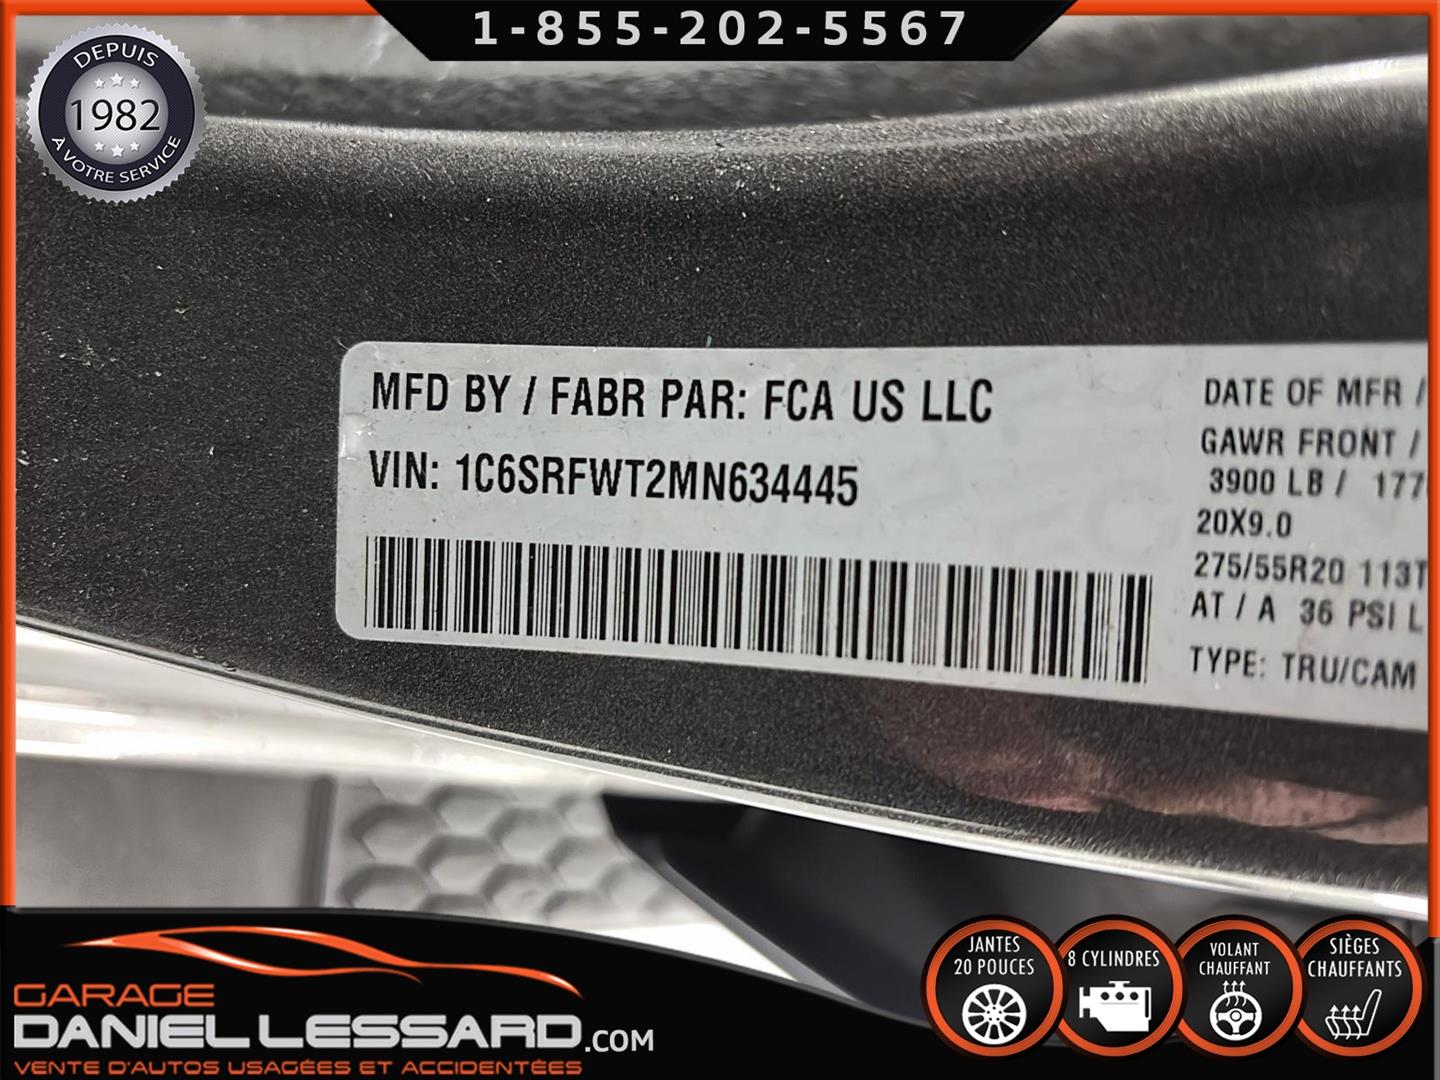 1-855-202-5567
DEPUIS
1982
À VOTRE SERVICE
MFD BY / FABR PAR: FCA US LLC
VIN: 1C6SRFWT2MN634445
DATE OF MFR /
GAWR FRONT /
3900 LB / 177
20X9.0
275/55R20 113T
AT / A 36 PSI L
TYPE: TRU/CAM
GARAGE
DANIEL LESSARD.COM
VENTE D'AUTOS USAGÉES ET ACCIDENTÉES
JANTES
20 POUCES
8 CYLINDRES
VOLANT
CHAUFFANT
SIÈGES
CHAUFFANTS